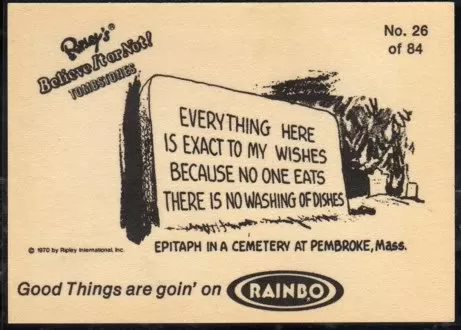 Ripley's®
Believe It or Not!
TOMBSTONES
No. 26
of 84
EVERYTHING HERE
IS EXACT TO MY WISHES
BECAUSE NO ONE EATS
THERE IS NO WASHING OF DISHES
© 1970 by Ripley International, Inc.
EPITAPH IN A CEMETERY AT PEMBROKE, Mass.
Good Things are goin' on RAINBO